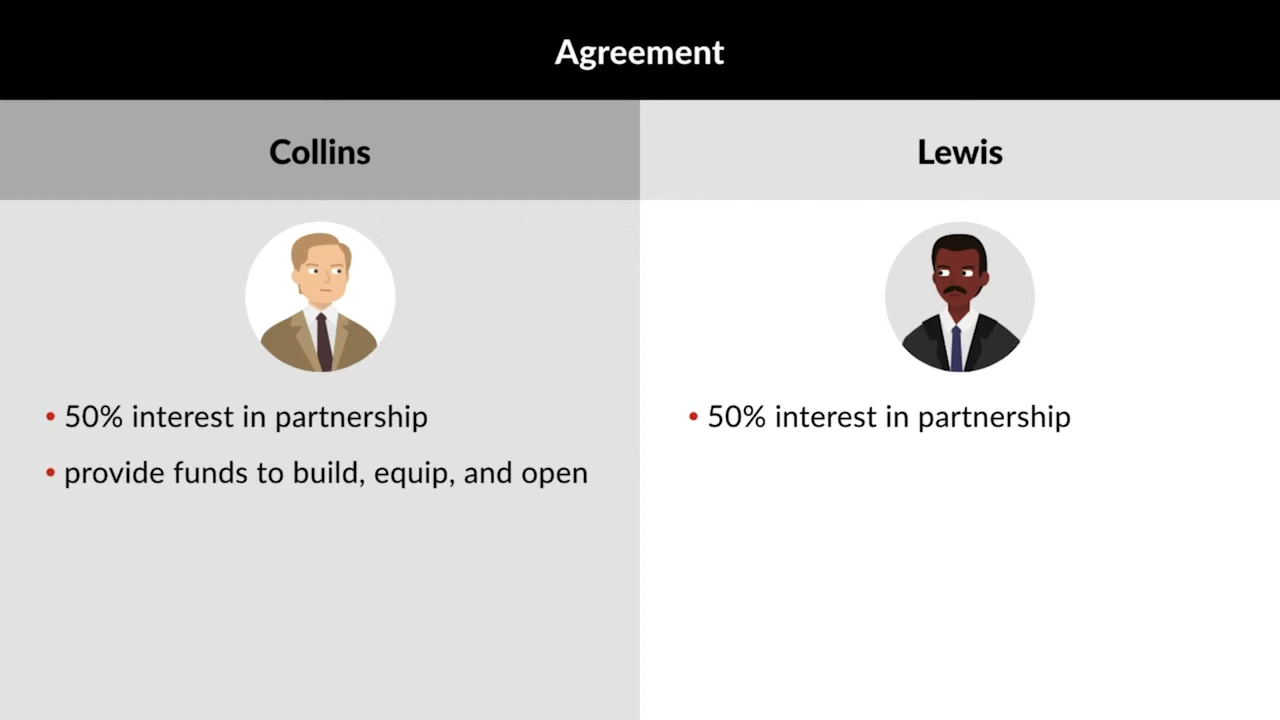 Agreement
Collins
Lewis
• 50% interest in partnership
• provide funds to build, equip, and open
• 50% interest in partnership